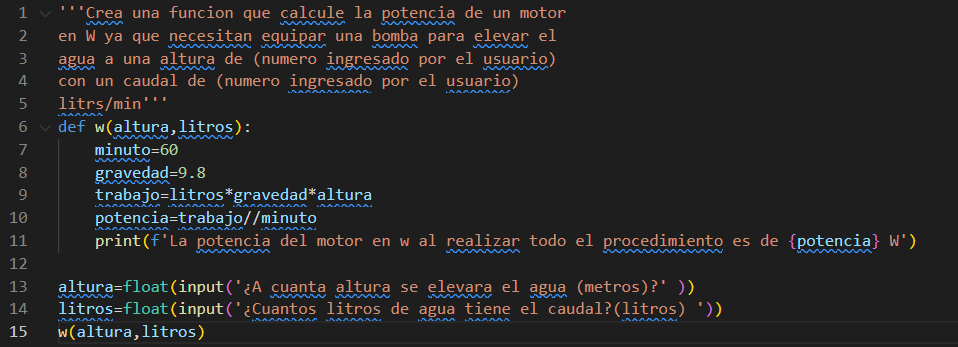 1 '''Crea una funcion que calcule la potencia de un motor
2 en W ya que necesitan equipar una bomba para elevar el
3 agua a una altura de (numero ingresado por el usuario)
4 con un caudal de (numero ingresado por el usuario)
5 litrs/min'''
6 def w(altura,litros):
7     minuto=60
8     gravedad=9.8
9     trabajo=litros*gravedad*altura
10     potencia=trabajo//minuto
11     print(f'La potencia del motor en w al realizar todo el procedimiento es de {potencia} W')
12
13 altura=float(input('¿A cuanta altura se elevara el agua (metros)?' ))
14 litros=float(input('¿Cuantos litros de agua tiene el caudal?(litros) '))
15 w(altura,litros)